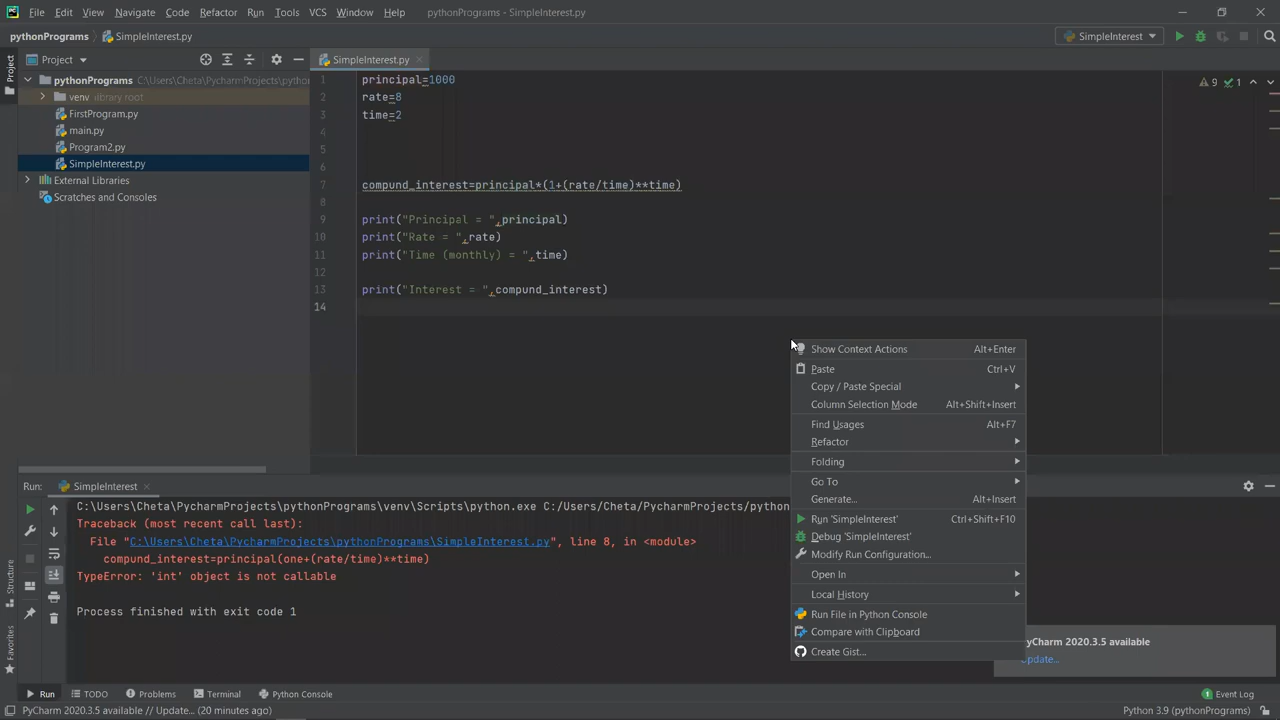 File Edit View Navigate Code Refactor Run Tools VCS Window Help pythonPrograms - SimpleInterest.py
pythonPrograms SimpleInterest.py SimpleInterest
Project
Project
SimpleInterest.py
pythonPrograms C:\Users\Cheta\PycharmProjects\python
venv library root
FirstProgram.py
main.py
Program2.py
SimpleInterest.py
External Libraries
Scratches and Consoles
1 principal=1000
2 rate=8
3 time=2
4
5
6
7 compund_interest=principal*(1+(rate/time)**time)
8
9 print("Principal = ",principal)
10 print("Rate = ",rate)
11 print("Time (monthly) = ",time)
12
13 print("Interest = ",compund_interest)
14
9 1
Show Context Actions Alt+Enter
Paste Ctrl+V
Copy / Paste Special
Column Selection Mode Alt+Shift+Insert
Find Usages Alt+F7
Refactor
Folding
Go To
Generate... Alt+Insert
Run 'SimpleInterest' Ctrl+Shift+F10
Debug 'SimpleInterest'
Modify Run Configuration...
Open In
Local History
Run File in Python Console
Compare with Clipboard
Create Gist...
Run: SimpleInterest
C:\Users\Cheta\PycharmProjects\pythonPrograms\venv\Scripts\python.exe C:/Users/Cheta/PycharmProjects/python
Traceback (most recent call last):
File "C:\Users\Cheta\PycharmProjects\pythonPrograms\SimpleInterest.py", line 8, in <module>
compund_interest=principal(one+(rate/time)**time)
TypeError: 'int' object is not callable
Process finished with exit code 1
Structure
Favorites
yCharm 2020.3.5 available
Update...
Run TODO Problems Terminal Python Console Event Log
PyCharm 2020.3.5 available // Update... (20 minutes ago) Python 3.9 (pythonPrograms)